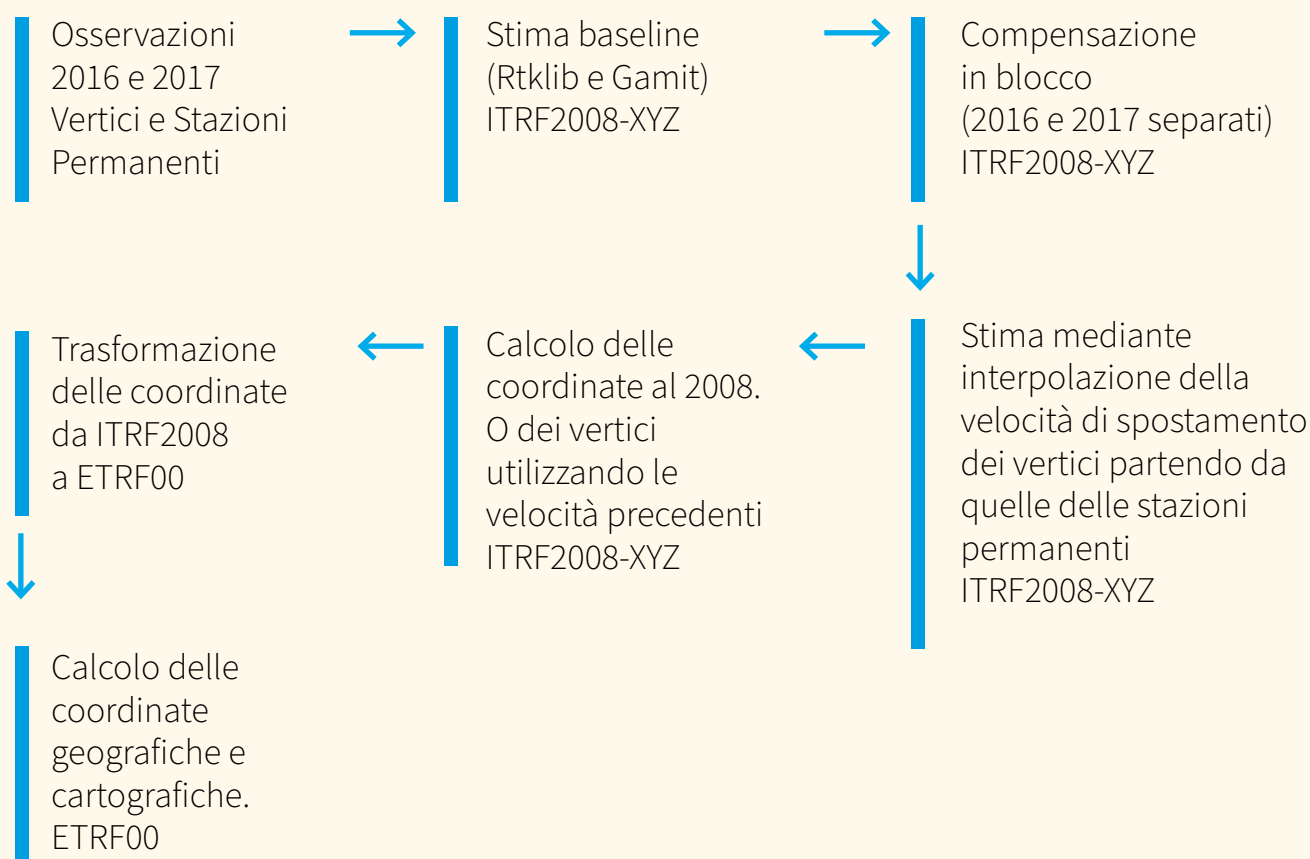 Osservazioni
2016 e 2017
Vertici e Stazioni
Permanenti
Stima baseline
(Rtklib e Gamit)
ITRF2008-XYZ
Compensazione
in blocco
(2016 e 2017 separati)
ITRF2008-XYZ
Stima mediante
interpolazione della
velocità di spostamento
dei vertici partendo da
quelle delle stazioni
permanenti
ITRF2008-XYZ
Calcolo delle
coordinate al 2008.
O dei vertici
utilizzando le
velocità precedenti
ITRF2008-XYZ
Trasformazione
delle coordinate
da ITRF2008
a ETRF00
Calcolo delle
coordinate
geografiche e
cartografiche.
ETRF00